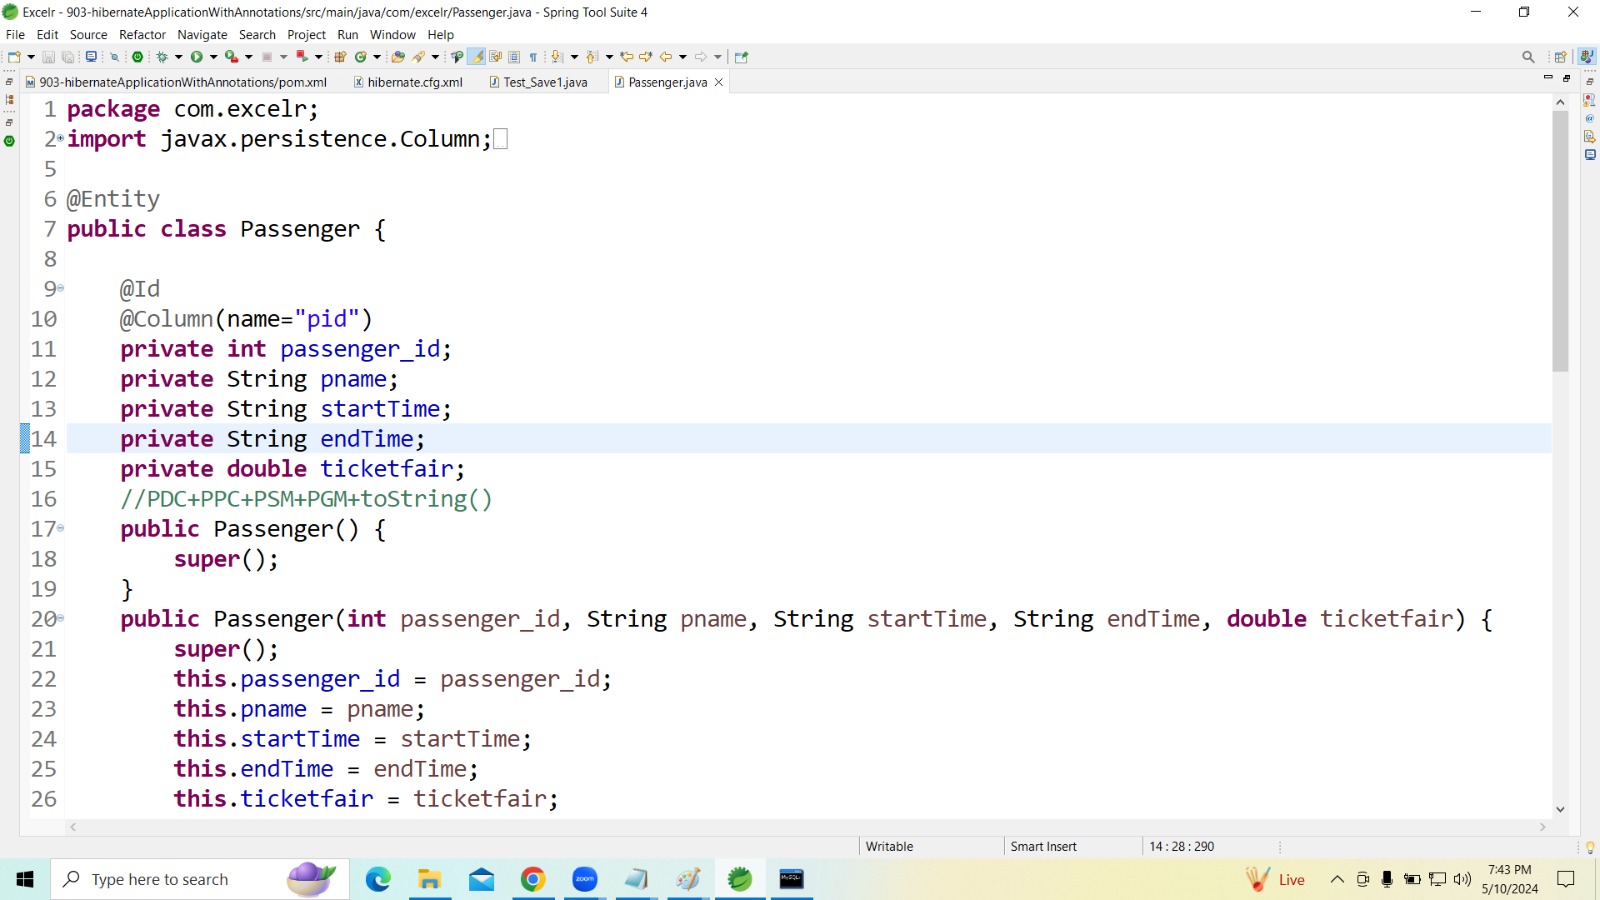 Excelr - 903-hibernateApplicationWithAnnotations/src/main/java/com/excelr/Passenger.java - Spring Tool Suite 4
File Edit Source Refactor Navigate Search Project Run Window Help
903-hibernateApplicationWithAnnotations/pom.xml hibernate.cfg.xml Test_Save1.java Passenger.java
1 package com.excelr;
2 import javax.persistence.Column;
5
6 @Entity
7 public class Passenger {
8
9 @Id
10 @Column(name="pid")
11 private int passenger_id;
12 private String pname;
13 private String startTime;
14 private String endTime;
15 private double ticketfair;
16 //PDC+PPC+PSM+PGM+toString()
17 public Passenger() {
18 super();
19 }
20 public Passenger(int passenger_id, String pname, String startTime, String endTime, double ticketfair) {
21 super();
22 this.passenger_id = passenger_id;
23 this.pname = pname;
24 this.startTime = startTime;
25 this.endTime = endTime;
26 this.ticketfair = ticketfair;
Writable Smart Insert 14 : 28 : 290
Type here to search zoom MySQL Live 7:43 PM
5/10/2024